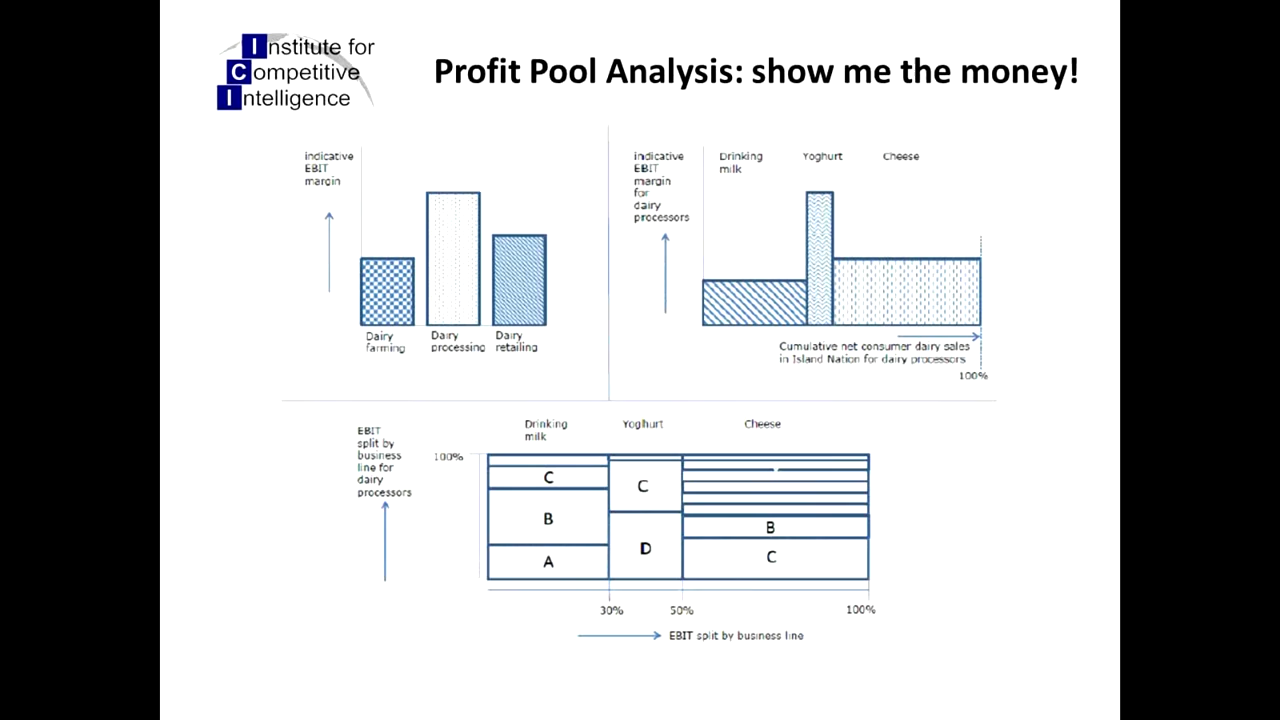 Institute for
Competitive
Intelligence
Profit Pool Analysis: show me the money!
indicative
EBIT
margin
Dairy
farming
Dairy
processing
Dairy
retailing
indicative
EBIT
margin
for
dairy
processors
Drinking
milk
Yoghurt
Cheese
Cumulative net consumer dairy sales
in Island Nation for dairy processors
100%
EBIT
split by
business
line for
dairy
processors
100%
Drinking
milk
Yoghurt
Cheese
C
B
A
C
D
B
C
30%
50%
100%
EBIT split by business line